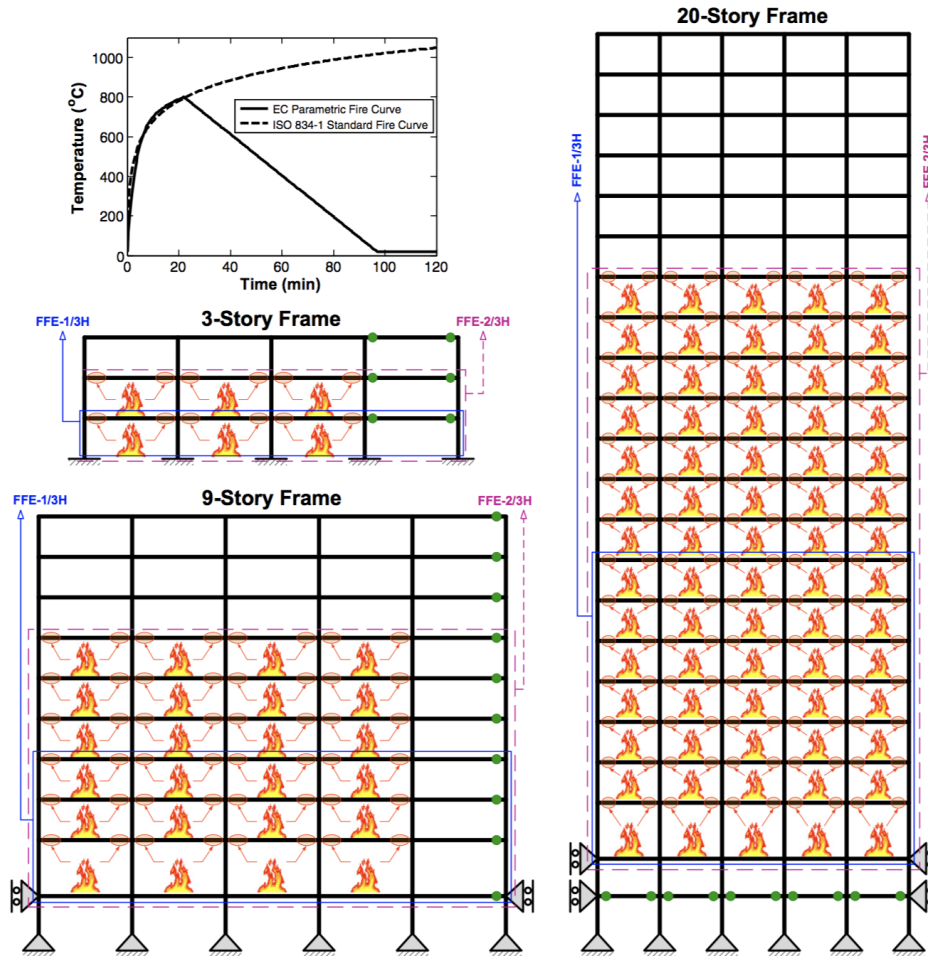 20-Story Frame
1000
800
600
400
200
0
Temperature (°C)
EC Parametric Fire Curve
ISO 834-1 Standard Fire Curve
0
20
40
60
80
100
120
Time (min)
FFE-1/3H
FFE-2/3H
FFE-1/3H
3-Story Frame
FFE-2/3H
FFE-1/3H
9-Story Frame
FFE-2/3H